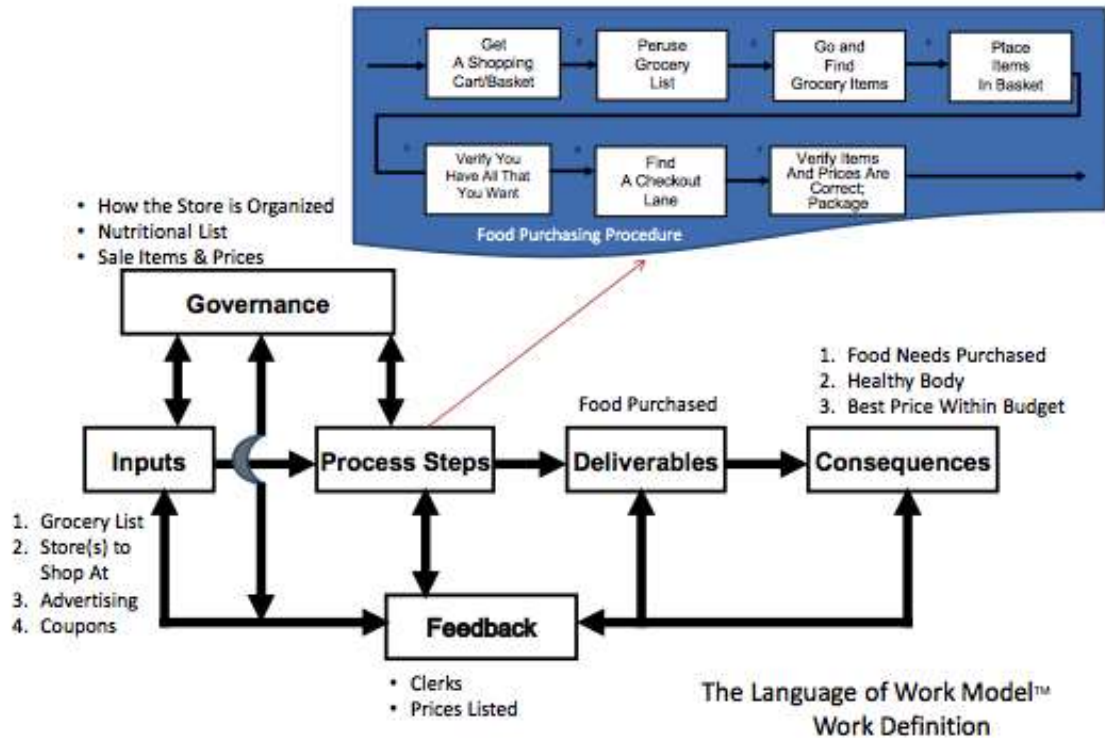 Get
A Shopping
Cart/Basket
Peruse
Grocery
List
Go and
Find
Grocery Items
Place
Items
In Basket
Verify You
Have All That
You Want
Find
A Checkout
Lane
Verify Items
And Prices Are
Correct;
Package
Food Purchasing Procedure
• How the Store is Organized
• Nutritional List
• Sale Items & Prices
Governance
1. Food Needs Purchased
2. Healthy Body
3. Best Price Within Budget
Food Purchased
Inputs
Process Steps
Deliverables
Consequences
1. Grocery List
2. Store(s) to
Shop At
3. Advertising
4. Coupons
Feedback
• Clerks
• Prices Listed
The Language of Work Model™
Work Definition